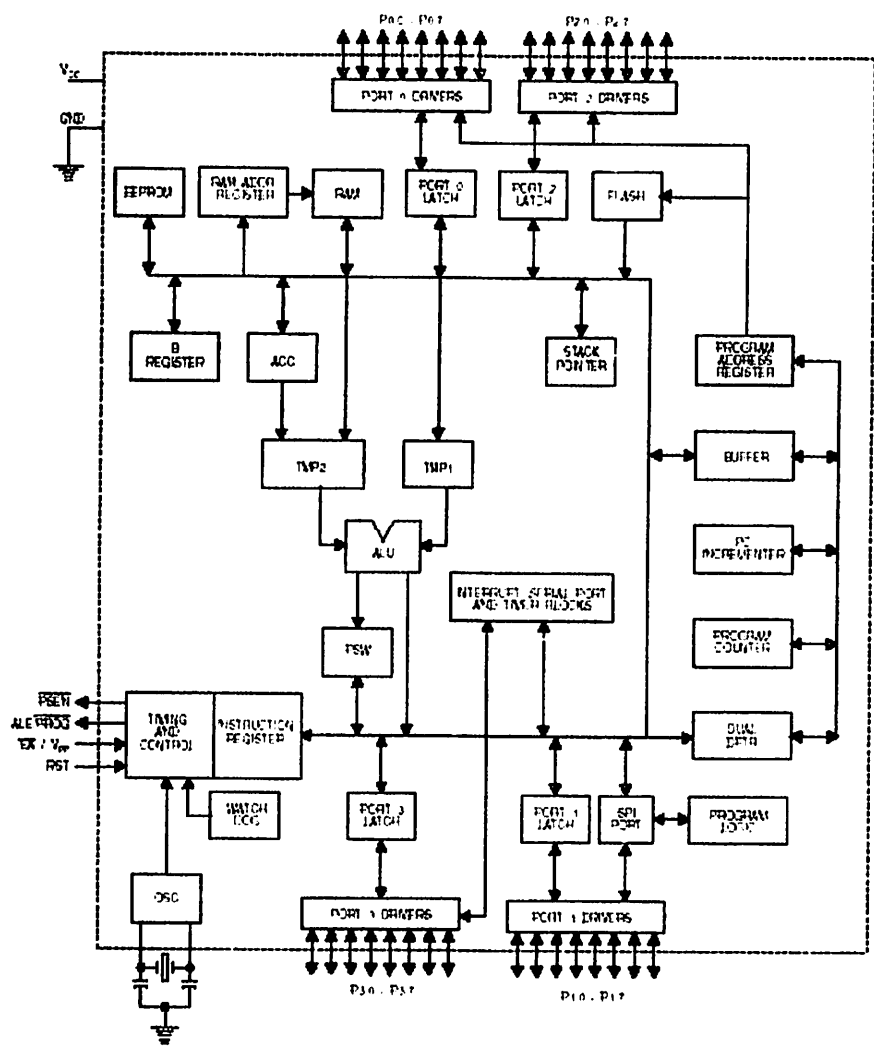 P0.0 - P0.7
P2.0 - P2.7
VCC
GND
PORT 0 DRIVERS
PORT 2 DRIVERS
EEPROM
RAM ADDR
REGISTER
RAM
PORT 0
LATCH
PORT 2
LATCH
FLASH
B
REGISTER
ACC
STACK
POINTER
PROGRAM
ADDRESS
REGISTER
TMP2
TMP1
BUFFER
ALU
PC
INCREMENTER
INTERRUPT, SERIAL PORT
AND TIMER BLOCKS
PSW
PROGRAM
COUNTER
PSEN
ALE/PROG
EA / VPP
RST
TIMING
AND
CONTROL
INSTRUCTION
REGISTER
DUAL
DPTR
WATCH
DOG
PORT 3
LATCH
PORT 1
LATCH
SPI
PORT
PROGRAM
LOGIC
OSC
PORT 3 DRIVERS
PORT 1 DRIVERS
P3.0 - P3.7
P1.0 - P1.7